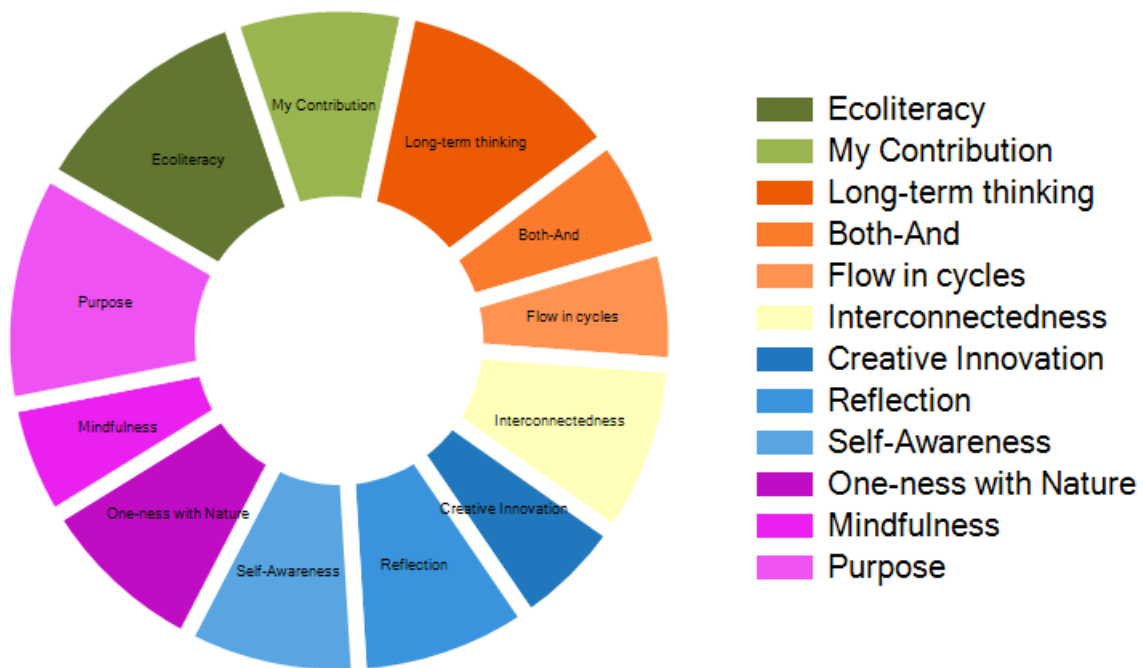 My Contribution
Long-term thinking
Ecoliteracy
Both-And
Purpose
Flow in cycles
Interconnectedness
Mindfulness
Creative Innovation
One-ness with Nature
Reflection
Self-Awareness
Ecoliteracy
My Contribution
Long-term thinking
Both-And
Flow in cycles
Interconnectedness
Creative Innovation
Reflection
Self-Awareness
One-ness with Nature
Mindfulness
Purpose